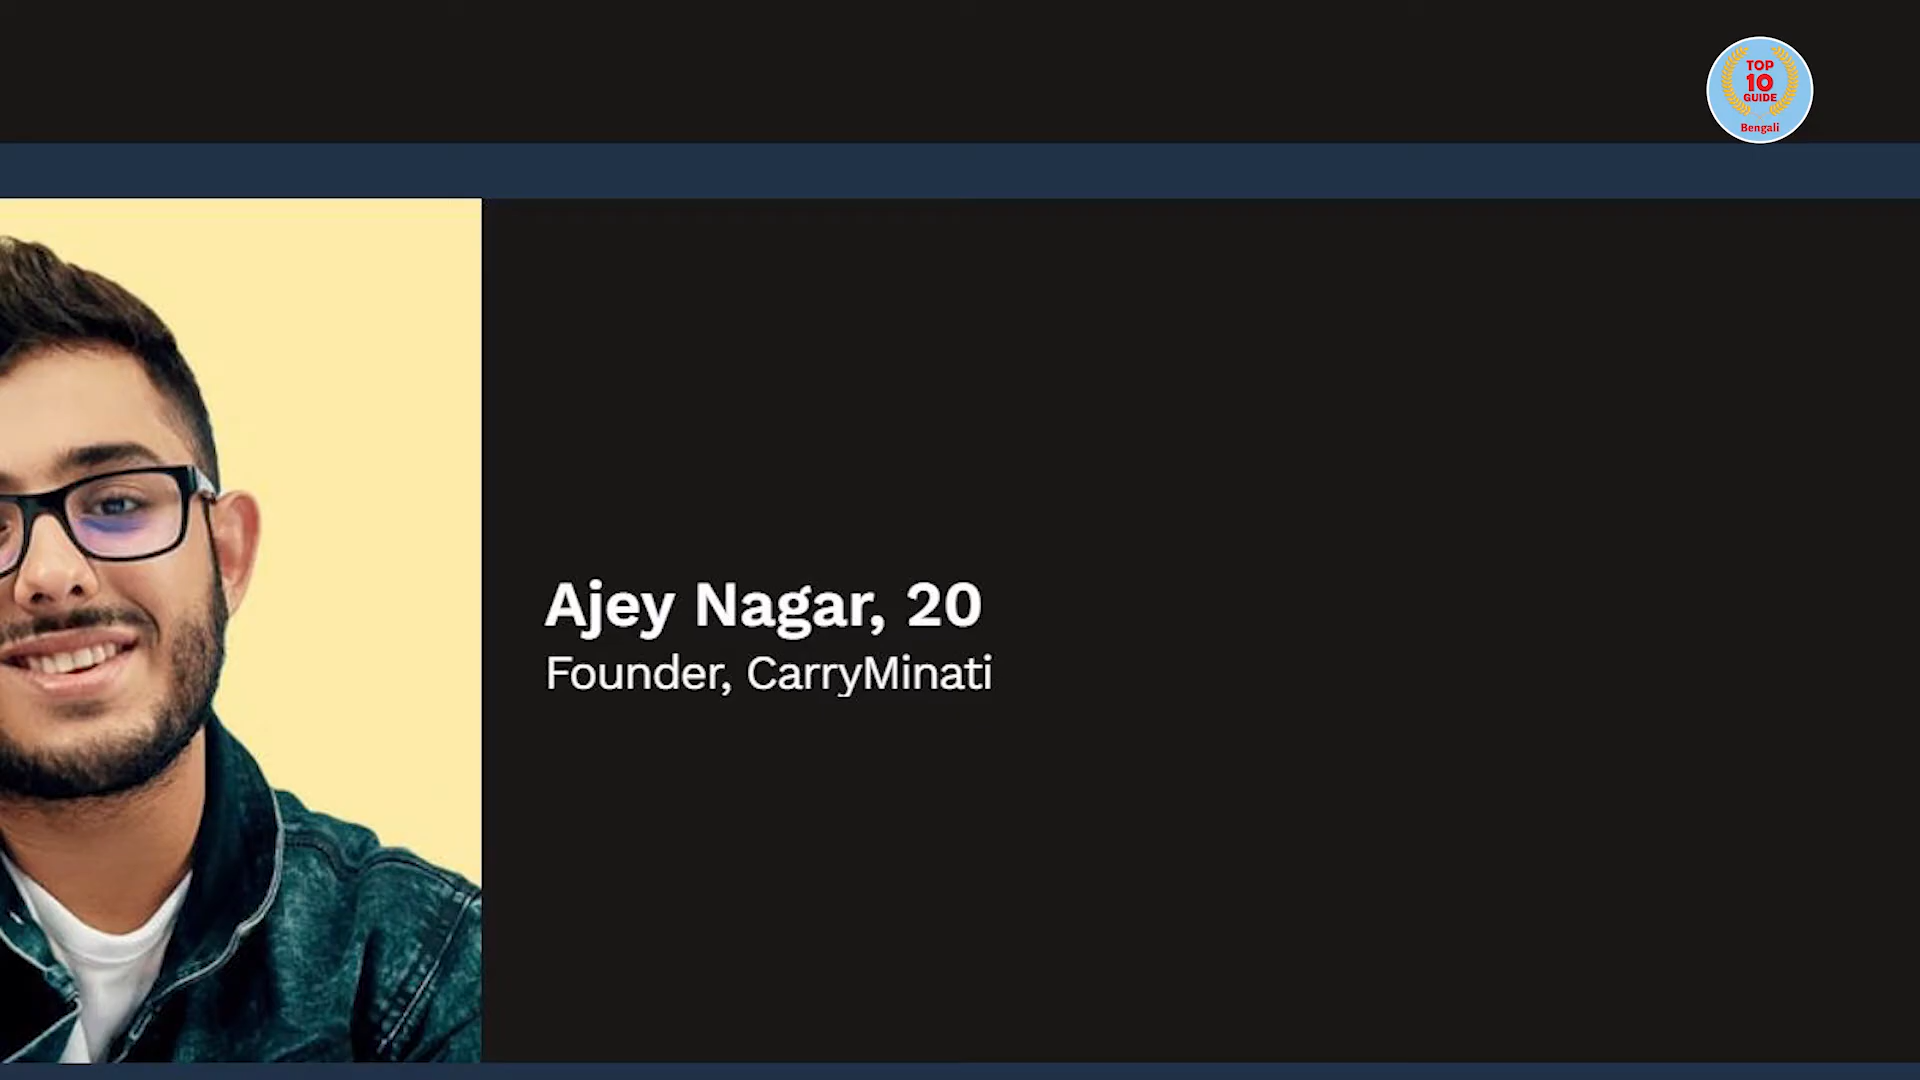 TOP
10
GUIDE
Bengali
Ajey Nagar, 20
Founder, CarryMinati